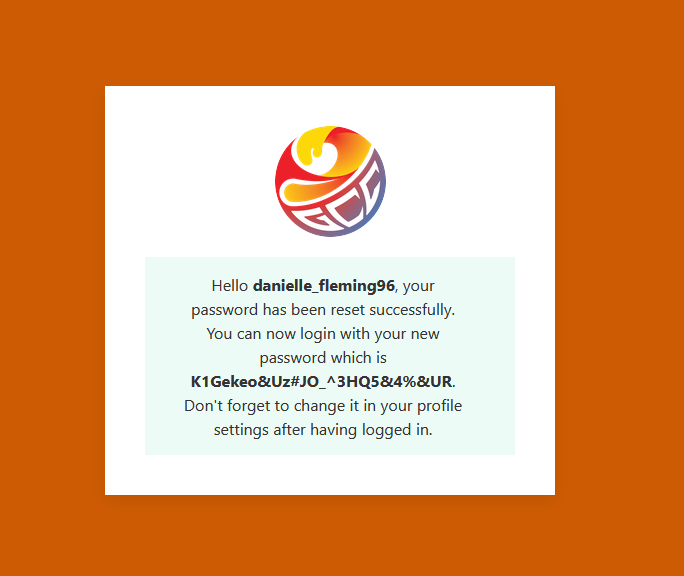 Hello danielle_fleming96, your
password has been reset successfully.
You can now login with your new
password which is
K1Gekeo&Uz#JO_^3HQ5&4%&UR.
Don't forget to change it in your profile
settings after having logged in.